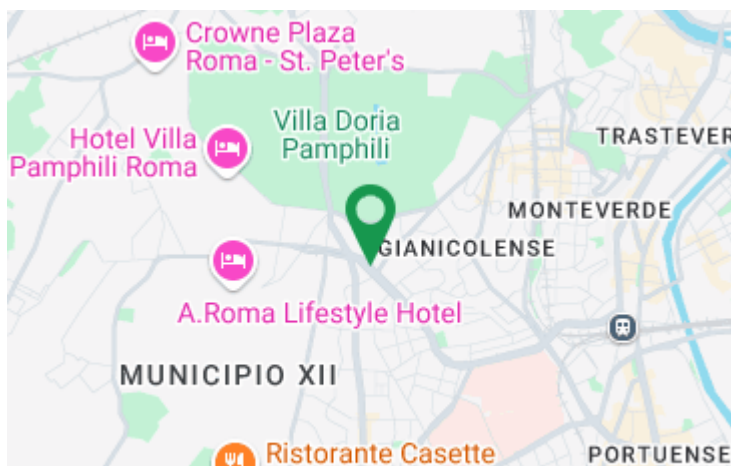 Crowne Plaza
Roma - St. Peter's
Villa Doria
Pamphili
Hotel Villa
Pamphili Roma
TRASTEVER
MONTEVERDE
GIANICOLENSE
A.Roma Lifestyle Hotel
MUNICIPIO XII
Ristorante Casette
PORTUENSE